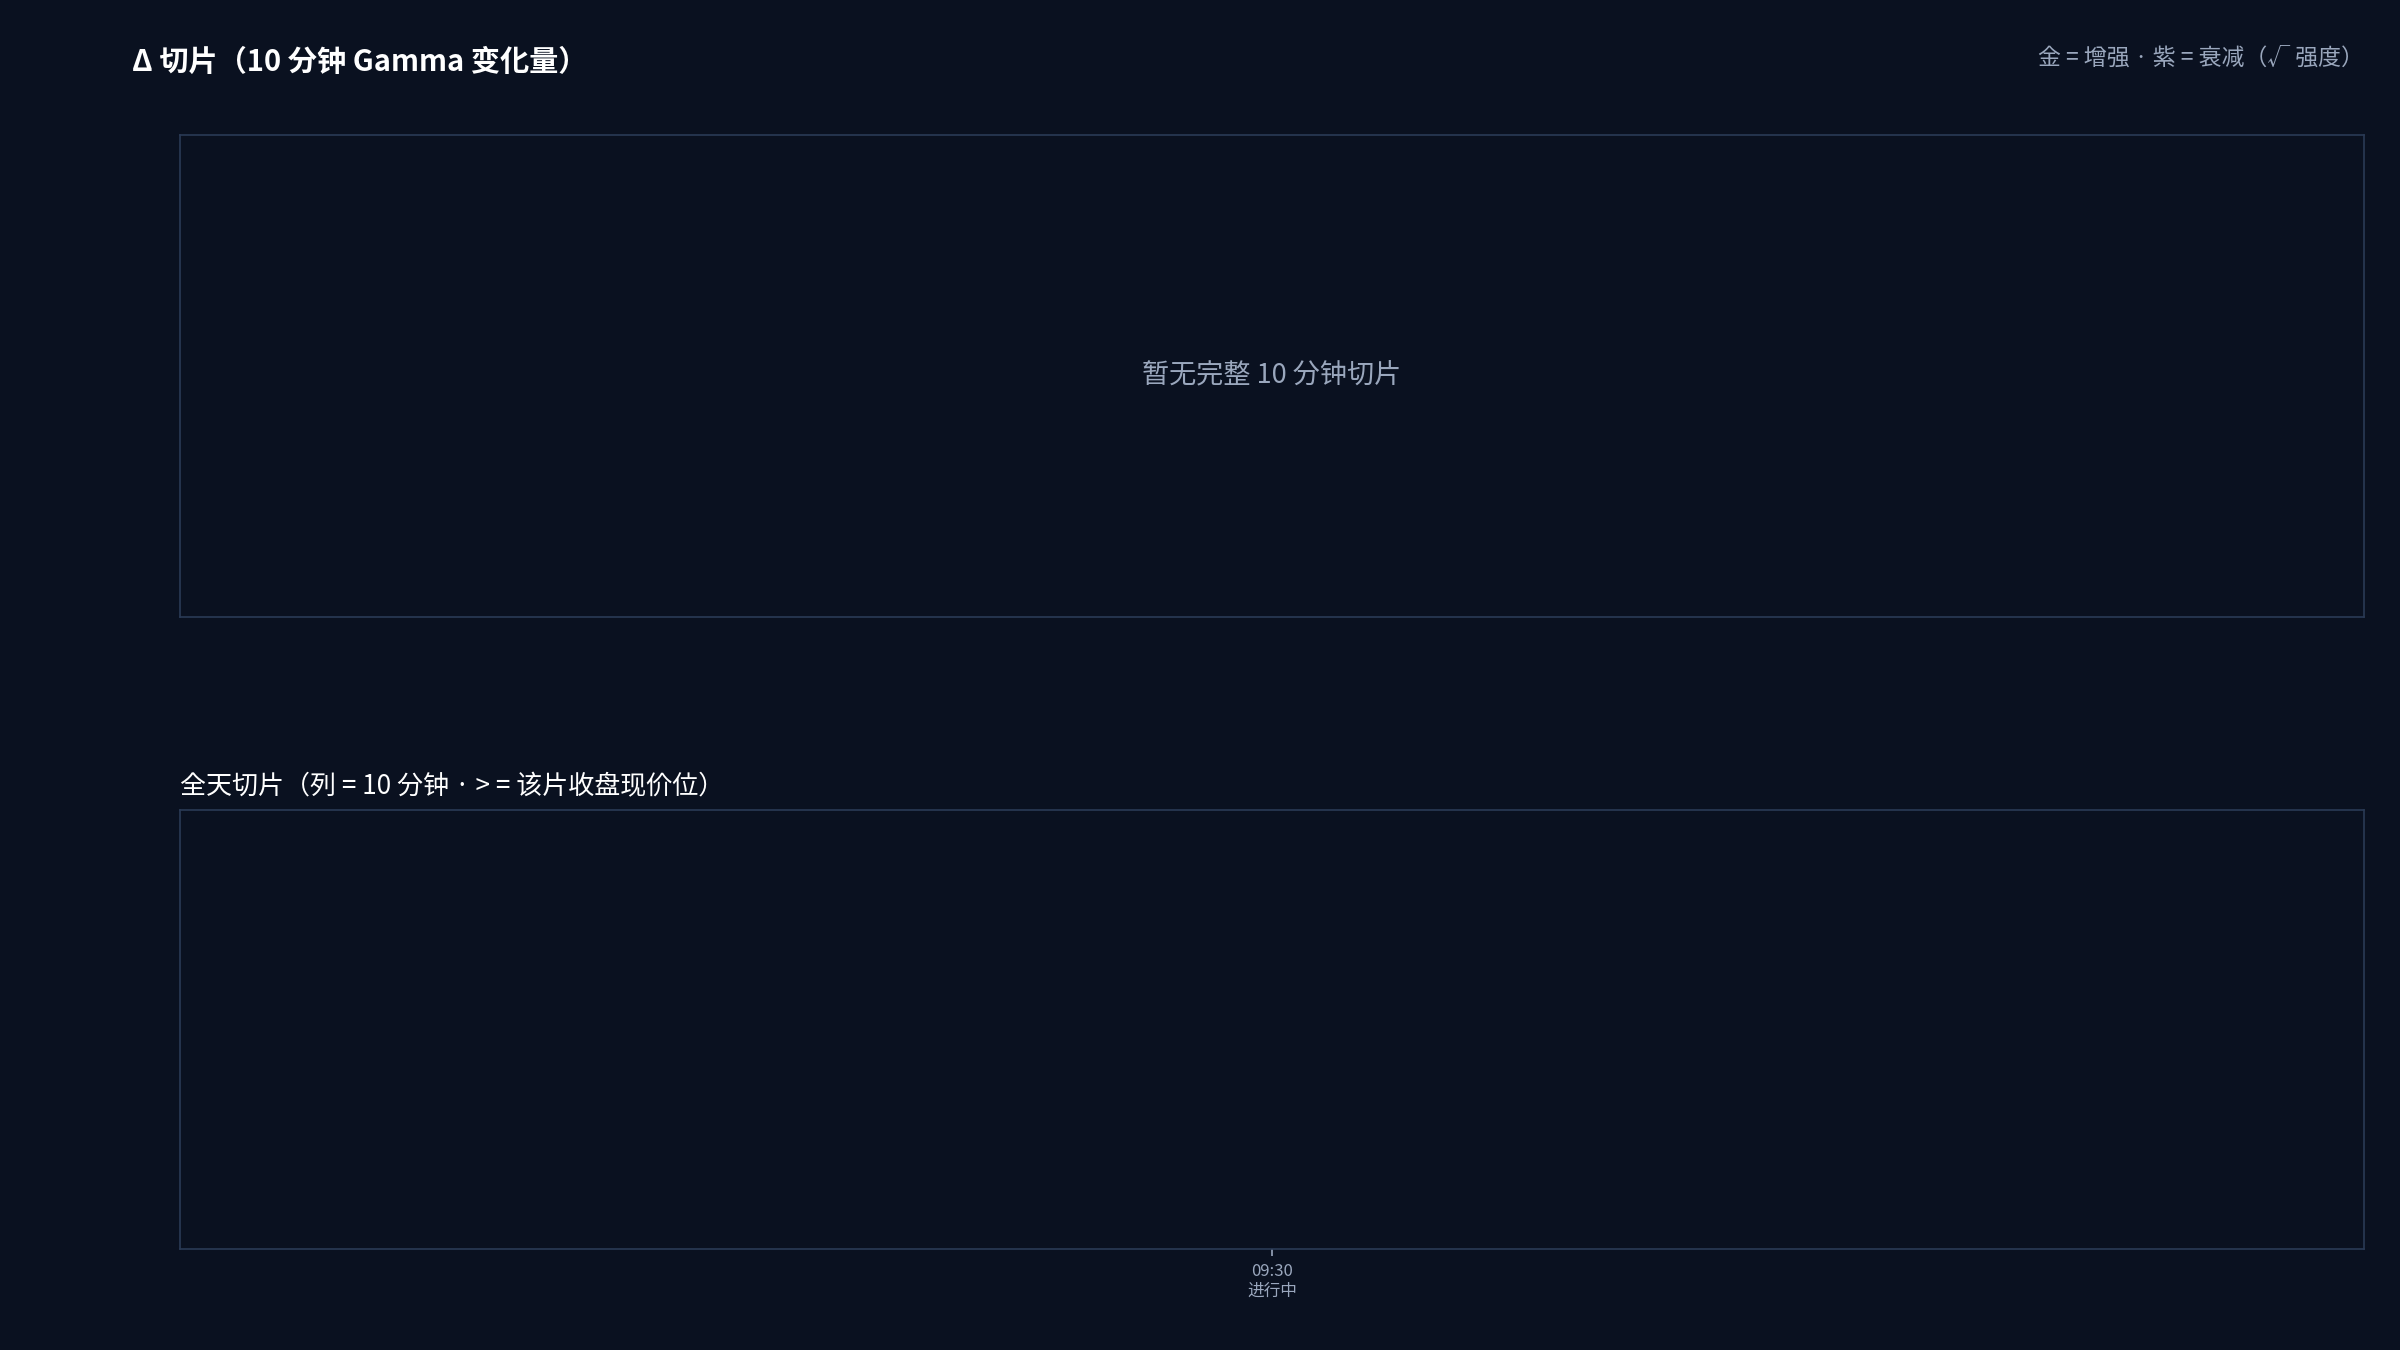 Δ 切片（10 分钟 Gamma 变化量）
金 = 增强 · 紫 = 衰减（√ 强度）
暂无完整 10 分钟切片
全天切片（列 = 10 分钟 · > = 该片收盘现价位）
09:30
进行中